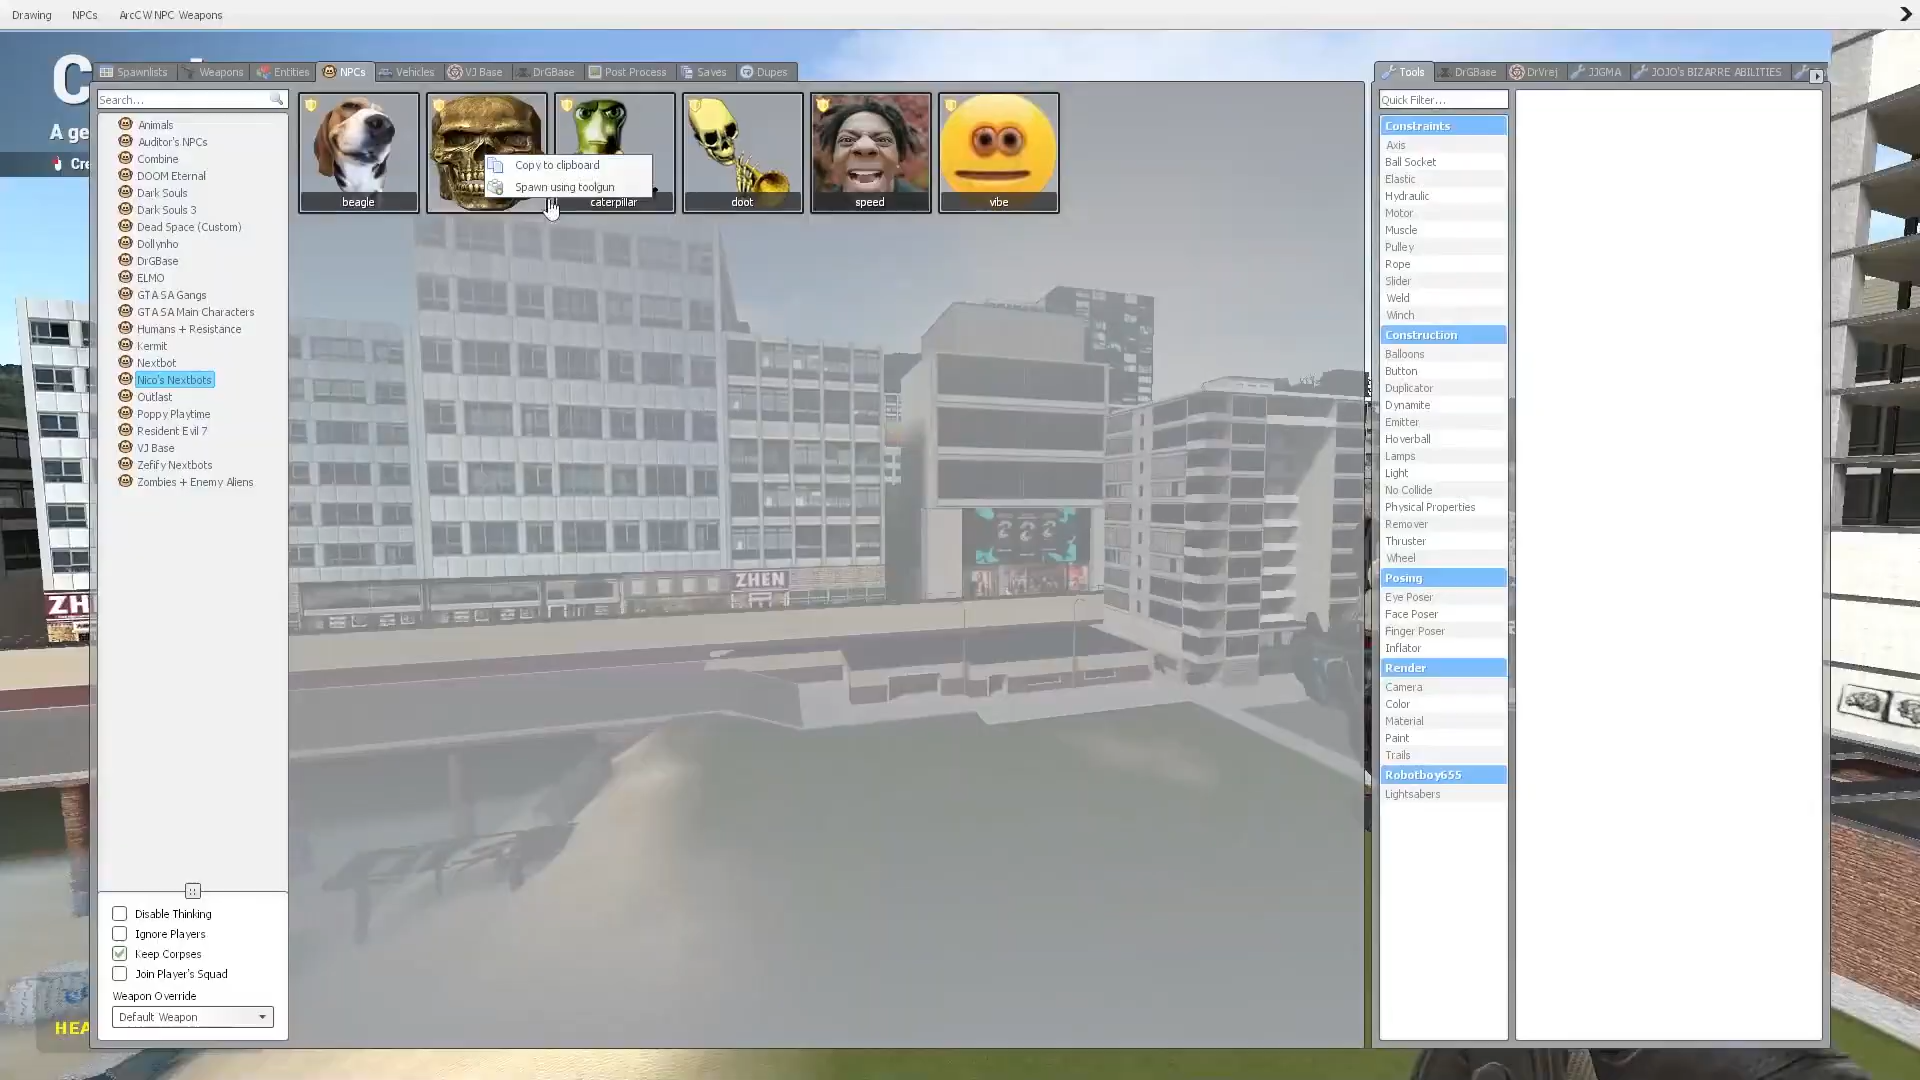 Drawing NPCs ArcCW NPC Weapons
C
A ge
Cre
Spawnlists Weapons Entities NPCs Vehicles VJ Base DrGBase Post Process Saves Dupes
Search...
Animals
Auditor's NPCs
Combine
DOOM Eternal
Dark Souls
Dark Souls 3
Dead Space (Custom)
Dollynho
DrGBase
ELMO
GTA SA Gangs
GTA SA Main Characters
Humans + Resistance
Kermit
Nextbot
Nico's Nextbots
Outlast
Poppy Playtime
Resident Evil 7
VJ Base
Zefify Nextbots
Zombies + Enemy Aliens
Disable Thinking
Ignore Players
Keep Corpses
Join Player's Squad
Weapon Override
Default Weapon
HEA
beagle
caterpillar
doot
speed
vibe
Copy to clipboard
Spawn using toolgun
ZHEN
ZH
Tools DrGBase DrVrej JJGMA JOJO's BIZARRE ABILITIES
Quick Filter...
Constraints
Axis
Ball Socket
Elastic
Hydraulic
Motor
Muscle
Pulley
Rope
Slider
Weld
Winch
Construction
Balloons
Button
Duplicator
Dynamite
Emitter
Hoverball
Lamps
Light
No Collide
Physical Properties
Remover
Thruster
Wheel
Posing
Eye Poser
Face Poser
Finger Poser
Inflator
Render
Camera
Color
Material
Paint
Trails
Robotboy655
Lightsabers